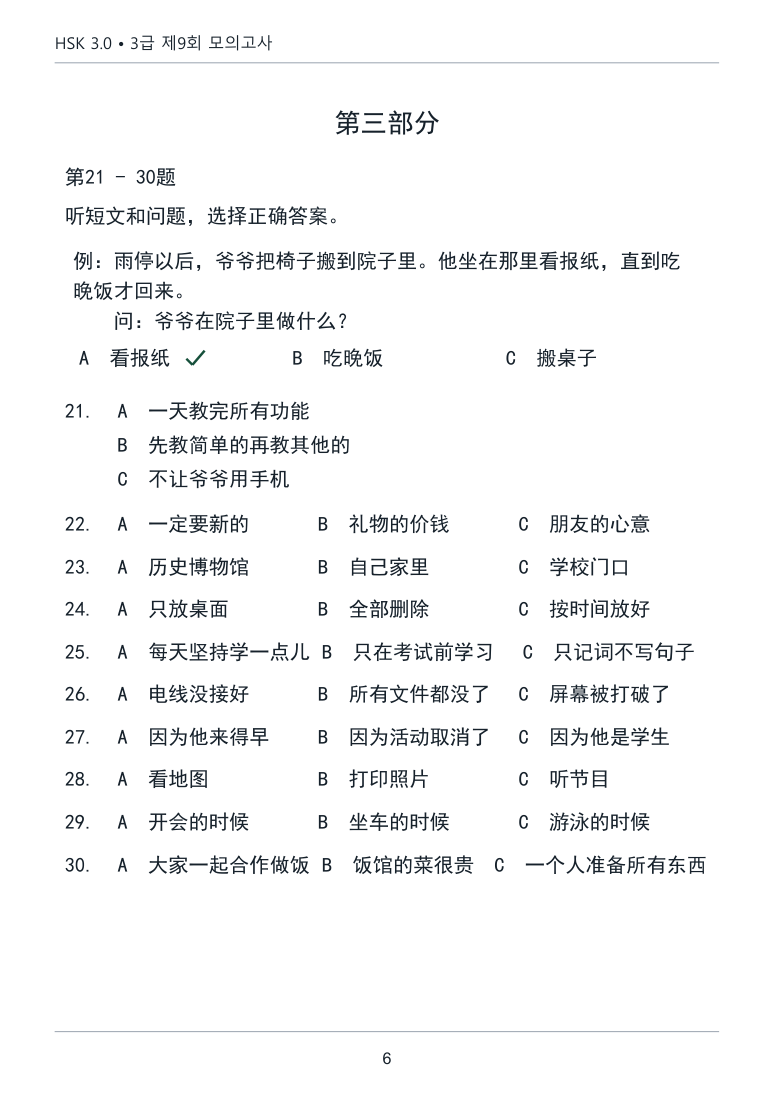 HSK 3.0 • 3급 제9회 모의고사
第三部分
第21 - 30题
听短文和问题，选择正确答案。
例：雨停以后，爷爷把椅子搬到院子里。他坐在那里看报纸，直到吃
晚饭才回来。
问：爷爷在院子里做什么？
A 看报纸 ✓ B 吃晚饭 C 搬桌子
21. A 一天教完所有功能
B 先教简单的再教其他的
C 不让爷爷用手机
22. A 一定要新的 B 礼物的价钱 C 朋友的心意
23. A 历史博物馆 B 自己家里 C 学校门口
24. A 只放桌面 B 全部删除 C 按时间放好
25. A 每天坚持学一点儿 B 只在考试前学习 C 只记词不写句子
26. A 电线没接好 B 所有文件都没了 C 屏幕被打破了
27. A 因为他来得早 B 因为活动取消了 C 因为他是学生
28. A 看地图 B 打印照片 C 听节目
29. A 开会的时候 B 坐车的时候 C 游泳的时候
30. A 大家一起合作做饭 B 饭馆的菜很贵 C 一个人准备所有东西
6